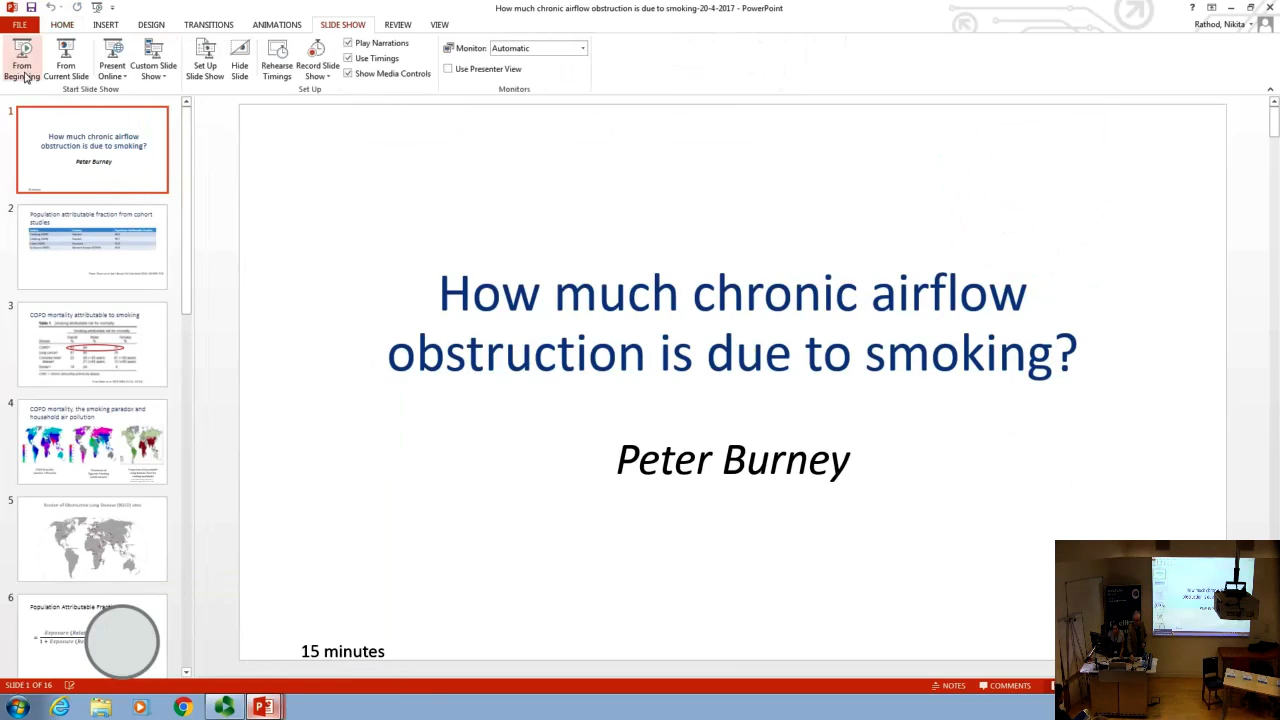 How much chronic airflow obstruction is due to smoking-20-4-2017 - PowerPoint
FILE HOME INSERT DESIGN TRANSITIONS ANIMATIONS SLIDE SHOW REVIEW VIEW
Rathod, Nikita
From Beginning
From Current Slide
Present Online
Custom Slide Show
Set Up Slide Show
Hide Slide
Rehearse Timings
Record Slide Show
Play Narrations
Use Timings
Show Media Controls
Monitor: Automatic
Use Presenter View
Start Slide Show
Set Up
Monitors
1
How much chronic airflow
obstruction is due to smoking?
Peter Burney
2
Population attributable fraction from cohort
studies
3
COPD mortality attributable to smoking
4
COPD mortality, the smoking paradox and
household air pollution
5
Burden of Obstructive Lung Disease (BOLD) sites
6
Population Attributable
How much chronic airflow
obstruction is due to smoking?
Peter Burney
15 minutes
SLIDE 1 OF 16
NOTES
COMMENTS